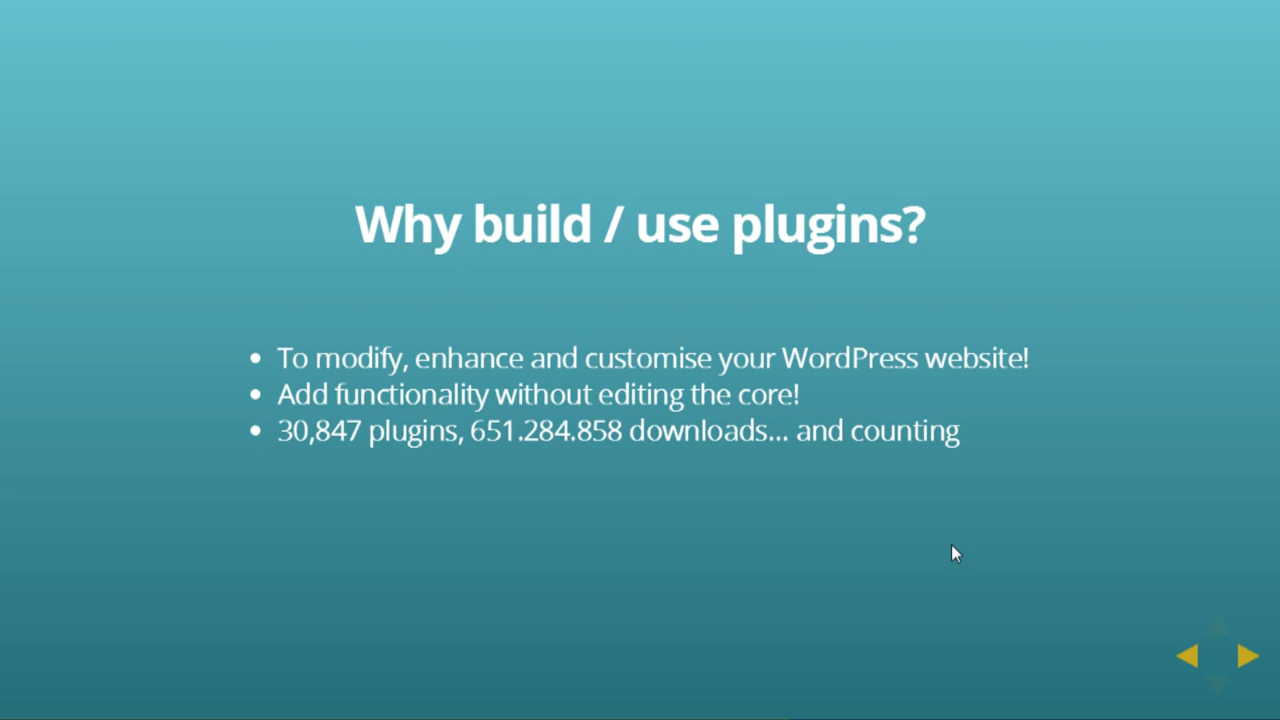 Why build / use plugins?
To modify, enhance and customise your WordPress website!
Add functionality without editing the core!
30,847 plugins, 651.284.858 downloads... and counting